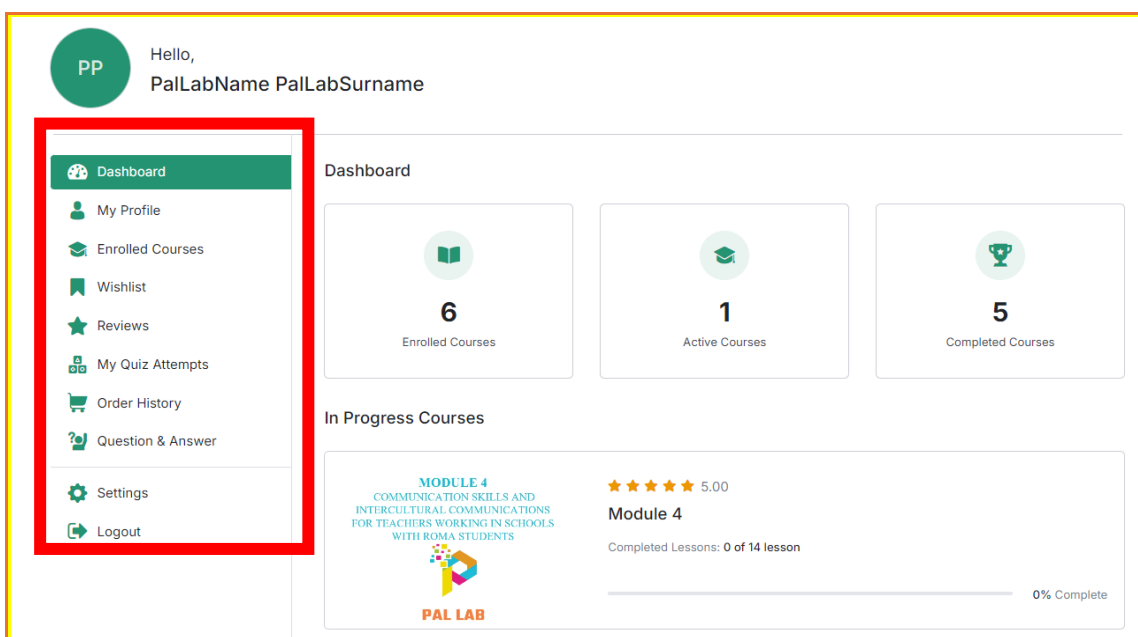 PP
Hello,
PalLabName PalLabSurname
Dashboard
My Profile
Enrolled Courses
Wishlist
Reviews
My Quiz Attempts
Order History
Question & Answer
Settings
Logout
Dashboard
6
Enrolled Courses
1
Active Courses
5
Completed Courses
In Progress Courses
MODULE 4
COMMUNICATION SKILLS AND
INTERCULTURAL COMMUNICATIONS
FOR TEACHERS WORKING IN SCHOOLS
WITH ROMA STUDENTS
PAL LAB
5.00
Module 4
Completed Lessons: 0 of 14 lesson
0% Complete